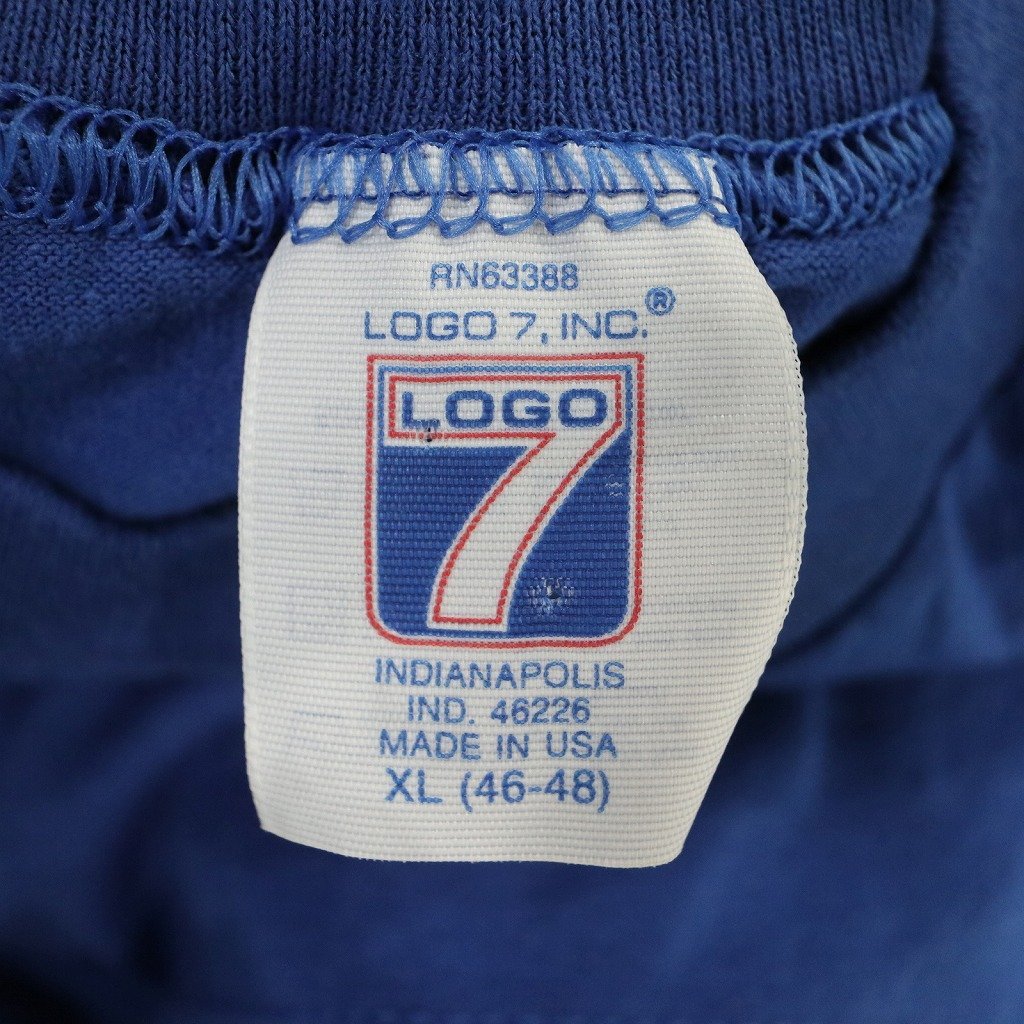 RN63388
LOGO 7, INC.®
LOGO
7
INDIANAPOLIS
IND. 46226
MADE IN USA
XL (46-48)